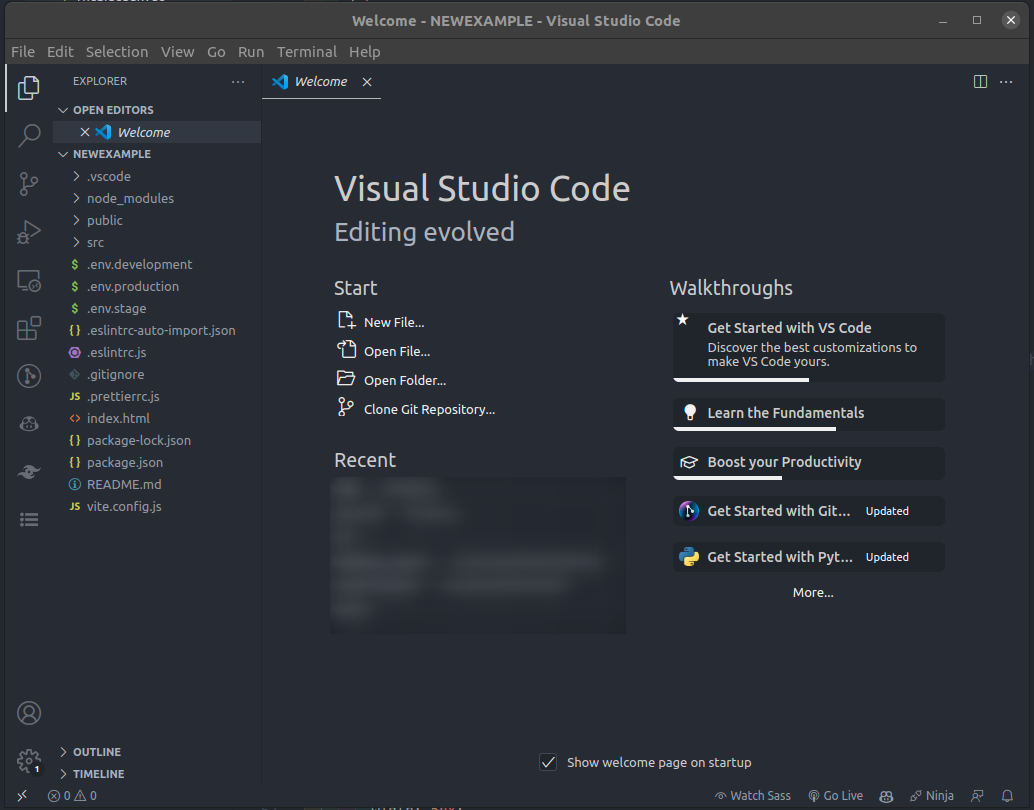 Welcome - NEWEXAMPLE - Visual Studio Code
File Edit Selection View Go Run Terminal Help
EXPLORER
Welcome
OPEN EDITORS
Welcome
NEWEXAMPLE
.vscode
node_modules
public
src
$ .env.development
$ .env.production
$ .env.stage
{} .eslintrc-auto-import.json
.eslintrc.js
.gitignore
JS .prettierrc.js
<> index.html
{} package-lock.json
{} package.json
README.md
JS vite.config.js
OUTLINE
TIMELINE
Visual Studio Code
Editing evolved
Start
New File...
Open File...
Open Folder...
Clone Git Repository...
Recent
Walkthroughs
Get Started with VS Code
Discover the best customizations to
make VS Code yours.
Learn the Fundamentals
Boost your Productivity
Get Started with Git... Updated
Get Started with Pyt... Updated
More...
Show welcome page on startup
1
0 0 Watch Sass Go Live Ninja